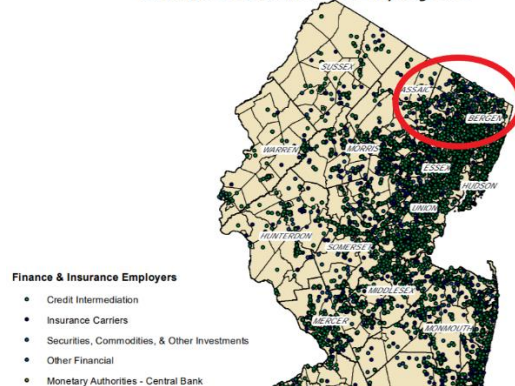 SUSSEX
ASSAIC
BERGEN
WARREN
MORRIS
ESSEX
HUDSON
UNION
HUNTERDON
SOMERSET
MIDDLESEX
MERCER
MONMOUTH
Finance & Insurance Employers
Credit Intermediation
Insurance Carriers
Securities, Commodities, & Other Investments
Other Financial
Monetary Authorities - Central Bank